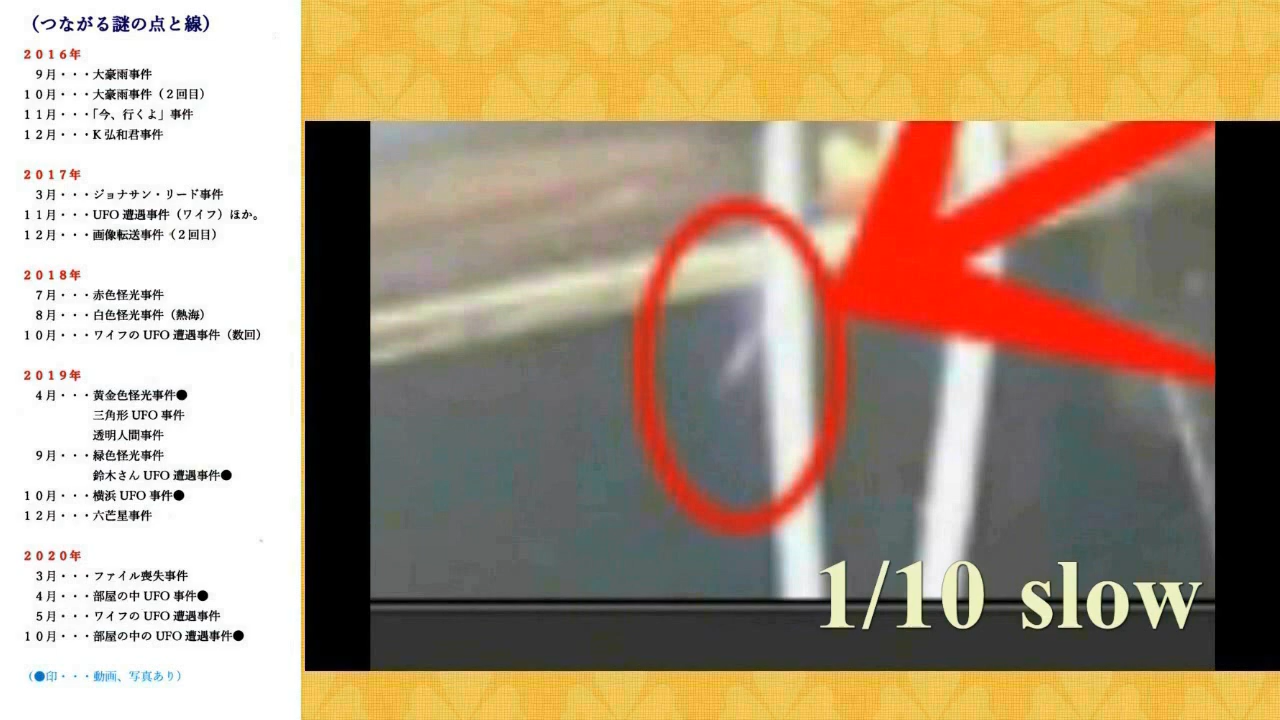 （つながる謎の点と線）
２０１６年
９月・・・大豪雨事件
１０月・・・大豪雨事件（２回目）
１１月・・・「今、行くよ」事件
１２月・・・K 弘和君事件
２０１７年
３月・・・ジョナサン・リード事件
１１月・・・UFO 遭遇事件（ワイフ）ほか。
１２月・・・画像転送事件（２回目）
２０１８年
７月・・・赤色怪光事件
８月・・・白色怪光事件（熱海）
１０月・・・ワイフの UFO 遭遇事件（数回）
２０１９年
４月・・・黄金色怪光事件●
三角形 UFO 事件
透明人間事件
９月・・・緑色怪光事件
鈴木さん UFO 遭遇事件●
１０月・・・横浜 UFO 事件●
１２月・・・六芒星事件
２０２０年
３月・・・ファイル喪失事件
４月・・・部屋の中 UFO 事件●
５月・・・ワイフの UFO 遭遇事件
１０月・・・部屋の中の UFO 遭遇事件●
（●印・・・動画、写真あり）
1/10 slow